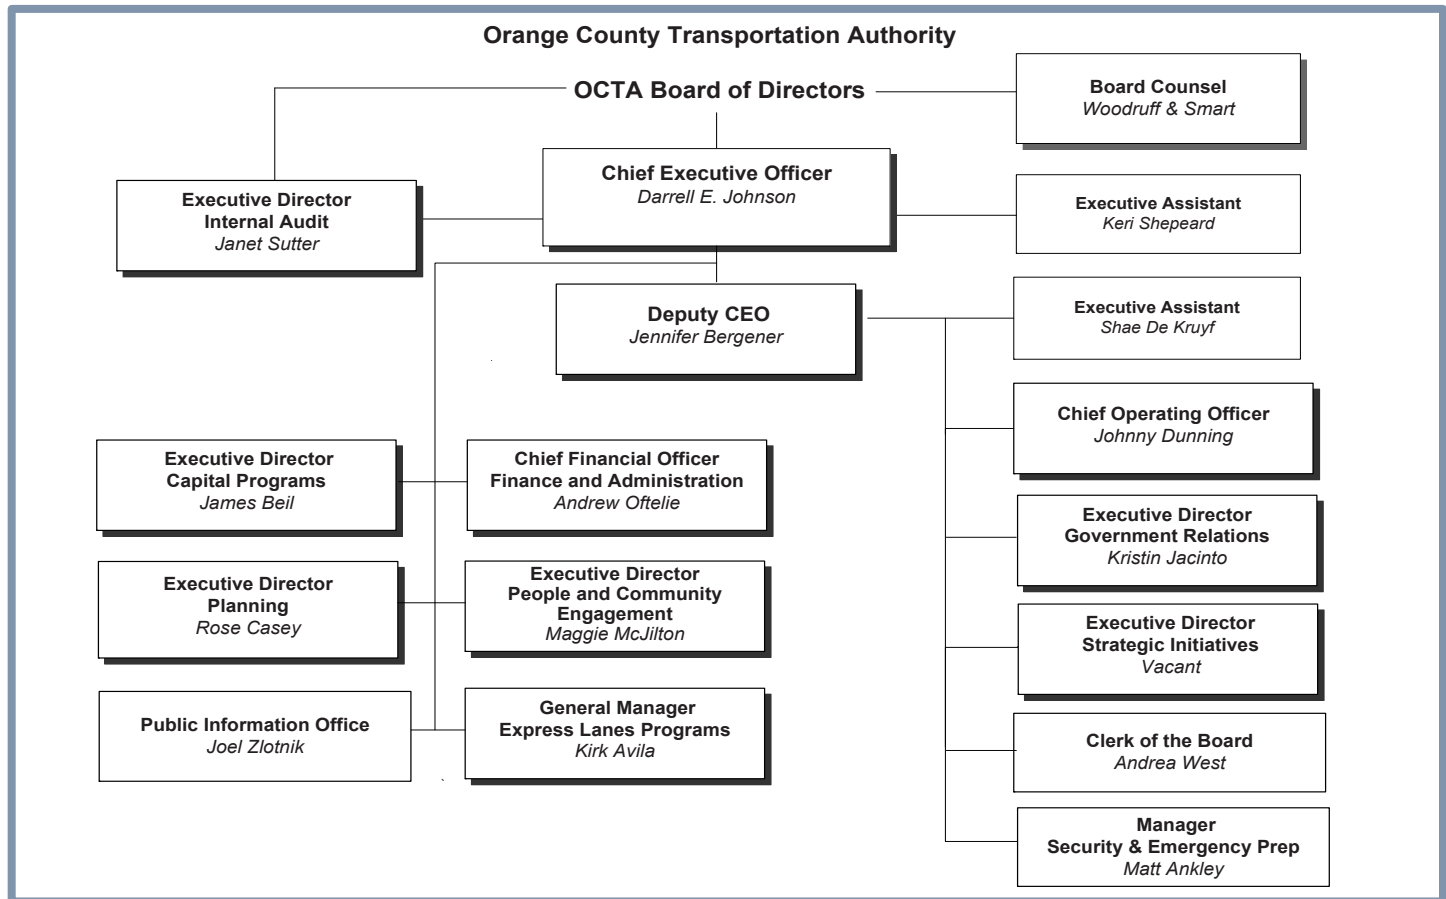 Orange County Transportation Authority
OCTA Board of Directors
Board Counsel
Woodruff & Smart
Chief Executive Officer
Darrell E. Johnson
Executive Director
Internal Audit
Janet Sutter
Executive Assistant
Keri Shepeard
Deputy CEO
Jennifer Bergener
Executive Assistant
Shae De Kruyf
Chief Operating Officer
Johnny Dunning
Executive Director
Capital Programs
James Beil
Chief Financial Officer
Finance and Administration
Andrew Oftelie
Executive Director
Government Relations
Kristin Jacinto
Executive Director
Planning
Rose Casey
Executive Director
People and Community
Engagement
Maggie McJilton
Executive Director
Strategic Initiatives
Vacant
Public Information Office
Joel Zlotnik
General Manager
Express Lanes Programs
Kirk Avila
Clerk of the Board
Andrea West
Manager
Security & Emergency Prep
Matt Ankley